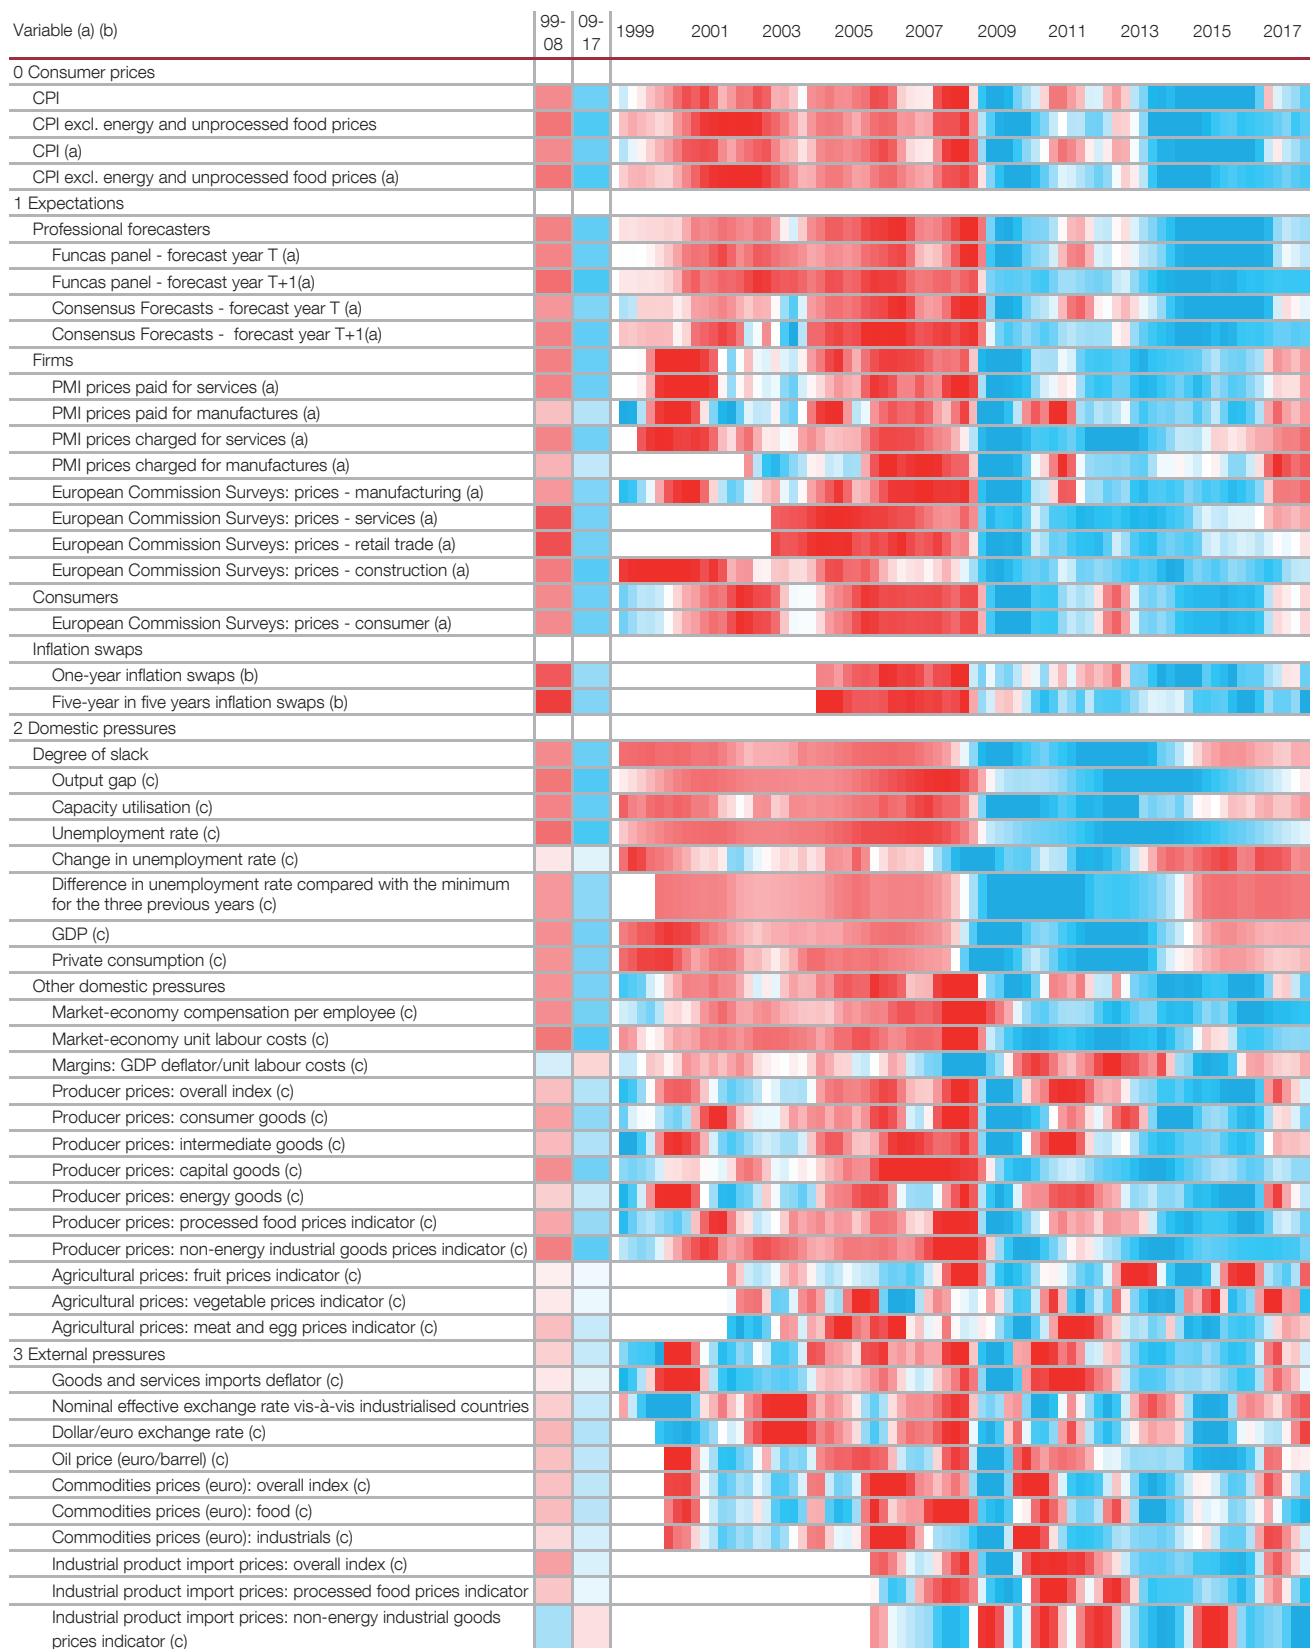 Variable (a) (b) 99-08 09-17 1999 2001 2003 2005 2007 2009 2011 2013 2015 2017
0 Consumer prices
CPI
CPI excl. energy and unprocessed food prices
CPI (a)
CPI excl. energy and unprocessed food prices (a)
1 Expectations
Professional forecasters
Funcas panel - forecast year T (a)
Funcas panel - forecast year T+1(a)
Consensus Forecasts - forecast year T (a)
Consensus Forecasts - forecast year T+1(a)
Firms
PMI prices paid for services (a)
PMI prices paid for manufactures (a)
PMI prices charged for services (a)
PMI prices charged for manufactures (a)
European Commission Surveys: prices - manufacturing (a)
European Commission Surveys: prices - services (a)
European Commission Surveys: prices - retail trade (a)
European Commission Surveys: prices - construction (a)
Consumers
European Commission Surveys: prices - consumer (a)
Inflation swaps
One-year inflation swaps (b)
Five-year in five years inflation swaps (b)
2 Domestic pressures
Degree of slack
Output gap (c)
Capacity utilisation (c)
Unemployment rate (c)
Change in unemployment rate (c)
Difference in unemployment rate compared with the minimum
for the three previous years (c)
GDP (c)
Private consumption (c)
Other domestic pressures
Market-economy compensation per employee (c)
Market-economy unit labour costs (c)
Margins: GDP deflator/unit labour costs (c)
Producer prices: overall index (c)
Producer prices: consumer goods (c)
Producer prices: intermediate goods (c)
Producer prices: capital goods (c)
Producer prices: energy goods (c)
Producer prices: processed food prices indicator (c)
Producer prices: non-energy industrial goods prices indicator (c)
Agricultural prices: fruit prices indicator (c)
Agricultural prices: vegetable prices indicator (c)
Agricultural prices: meat and egg prices indicator (c)
3 External pressures
Goods and services imports deflator (c)
Nominal effective exchange rate vis-à-vis industrialised countries
Dollar/euro exchange rate (c)
Oil price (euro/barrel) (c)
Commodities prices (euro): overall index (c)
Commodities prices (euro): food (c)
Commodities prices (euro): industrials (c)
Industrial product import prices: overall index (c)
Industrial product import prices: processed food prices indicator
Industrial product import prices: non-energy industrial goods
prices indicator (c)